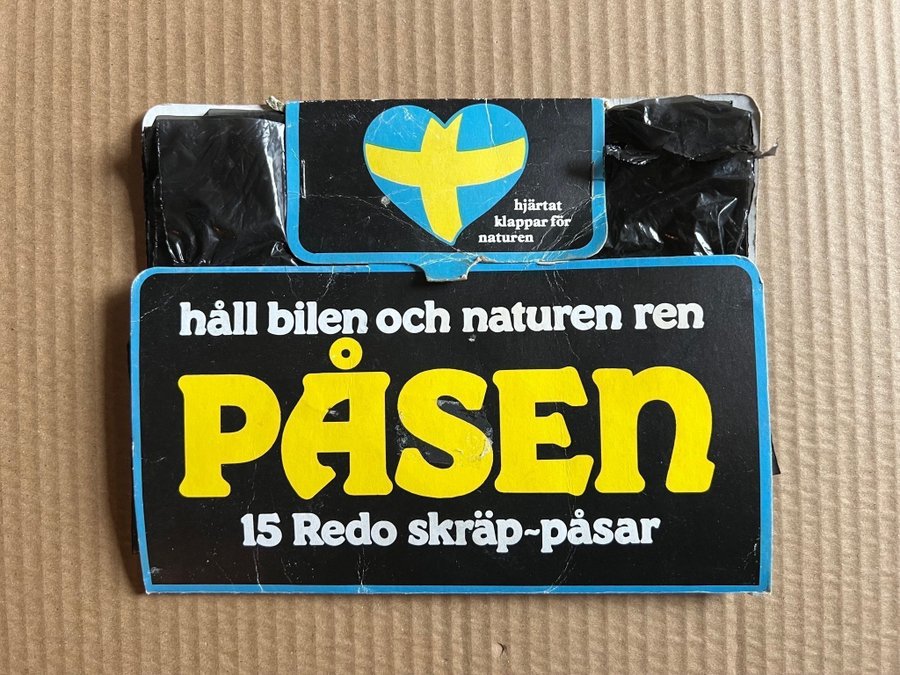 hjärtat
klappar för
naturen
håll bilen och naturen ren
PÅSEN
15 Redo skräp-påsar